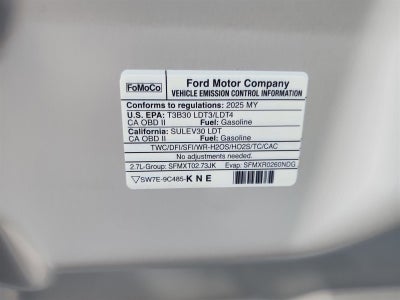 FoMoCo
Ford Motor Company
VEHICLE EMISSION CONTROL INFORMATION
Conforms to regulations: 2025 MY
U.S. EPA: T3B30 LDT3/LDT4
CA OBD II Fuel: Gasoline
California: SULEV30 LDT
CA OBD II Fuel: Gasoline
TWC/DFI/SFI/WR-H2OS/HO2S/TC/CAC
No adjustments needed.
2.7L-Group: SFMXT02.73JK Evap: SFMXR0260NDG
SW7E-9C485-KNE